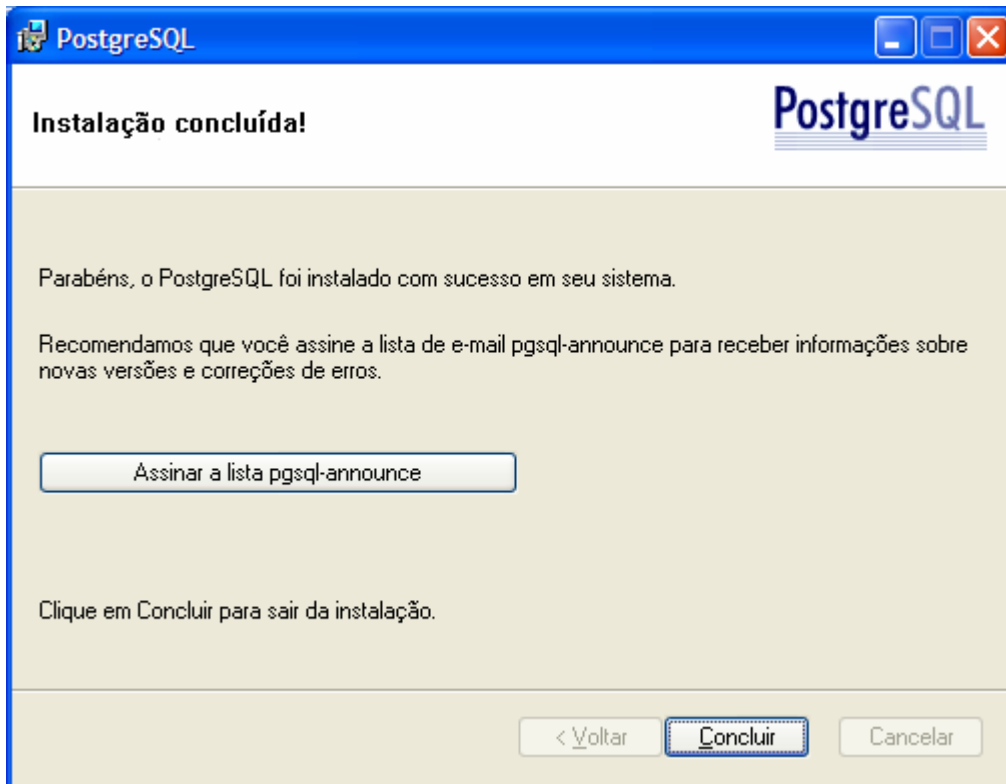 PostgreSQL
Instalação concluída!
PostgreSQL
Parabéns, o PostgreSQL foi instalado com sucesso em seu sistema.
Recomendamos que você assine a lista de e-mail pgsql-announce para receber informações sobre
novas versões e correções de erros.
Assinar a lista pgsql-announce
Clique em Concluir para sair da instalação.
< Voltar
Concluir
Cancelar